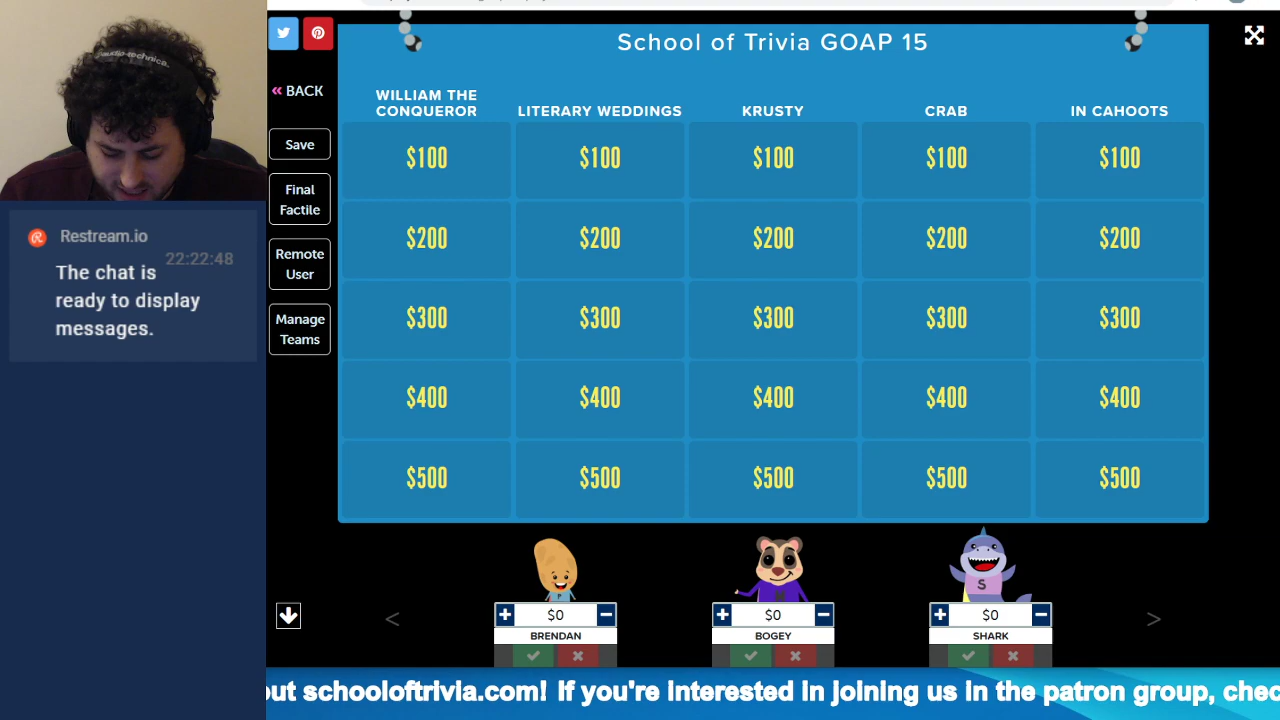 audio-technica
School of Trivia GOAP 15
« BACK
Save
Final
Factile
Remote
User
Manage
Teams
WILLIAM THE
CONQUEROR
LITERARY WEDDINGS
KRUSTY
CRAB
IN CAHOOTS
$100 $100 $100 $100 $100
$200 $200 $200 $200 $200
$300 $300 $300 $300 $300
$400 $400 $400 $400 $400
$500 $500 $500 $500 $500
Restream.io
22:22:48
The chat is
ready to display
messages.
P
S
< >
+ $0 − + $0 − + $0 −
BRENDAN BOGEY SHARK
out schooloftrivia.com! If you're interested in joining us in the patron group, chec